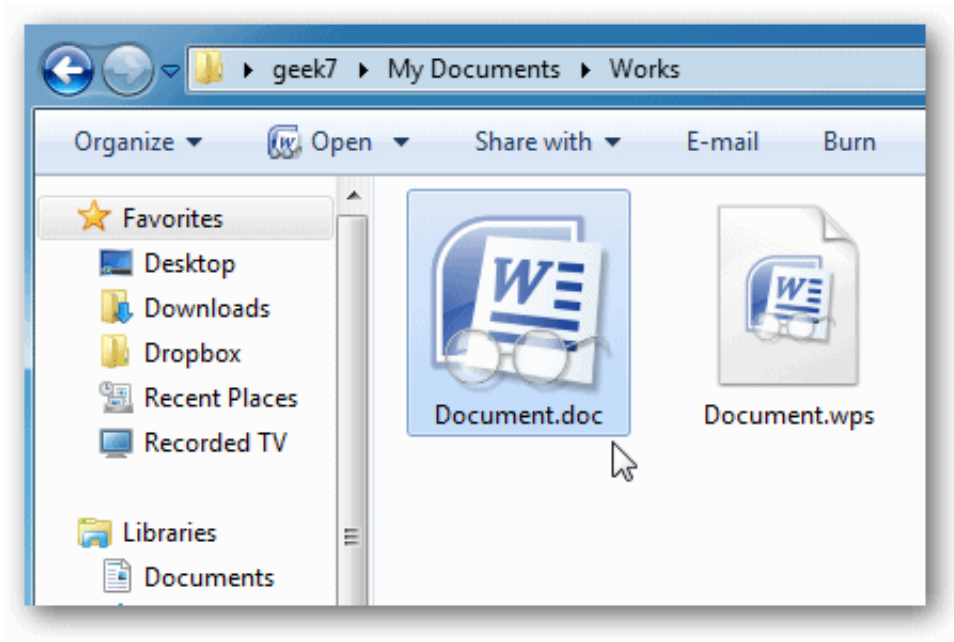 geek7 My Documents Works
Organize Open Share with E-mail Burn
Favorites
Desktop
Downloads
Dropbox
Recent Places
Recorded TV
Libraries
Documents
W
Document.doc
W
Document.wps